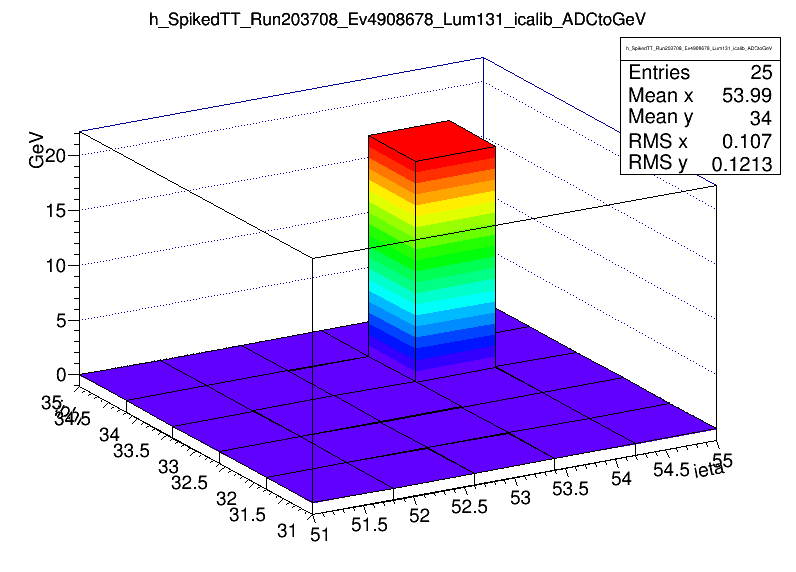 h_SpikedTT_Run203708_Ev4908678_Lum131_icalib_ADCtoGeV
h_SpikedTT_Run203708_Ev4908678_Lum131_icalib_ADCtoGeV
Entries 25
Mean x 53.99
Mean y 34
RMS x 0.107
RMS y 0.1213
GeV
20
15
10
5
0
35
34.5
34
33.5
33
32.5
32
31.5
31
51
51.5
52
52.5
53
53.5
54
54.5
55
ieta